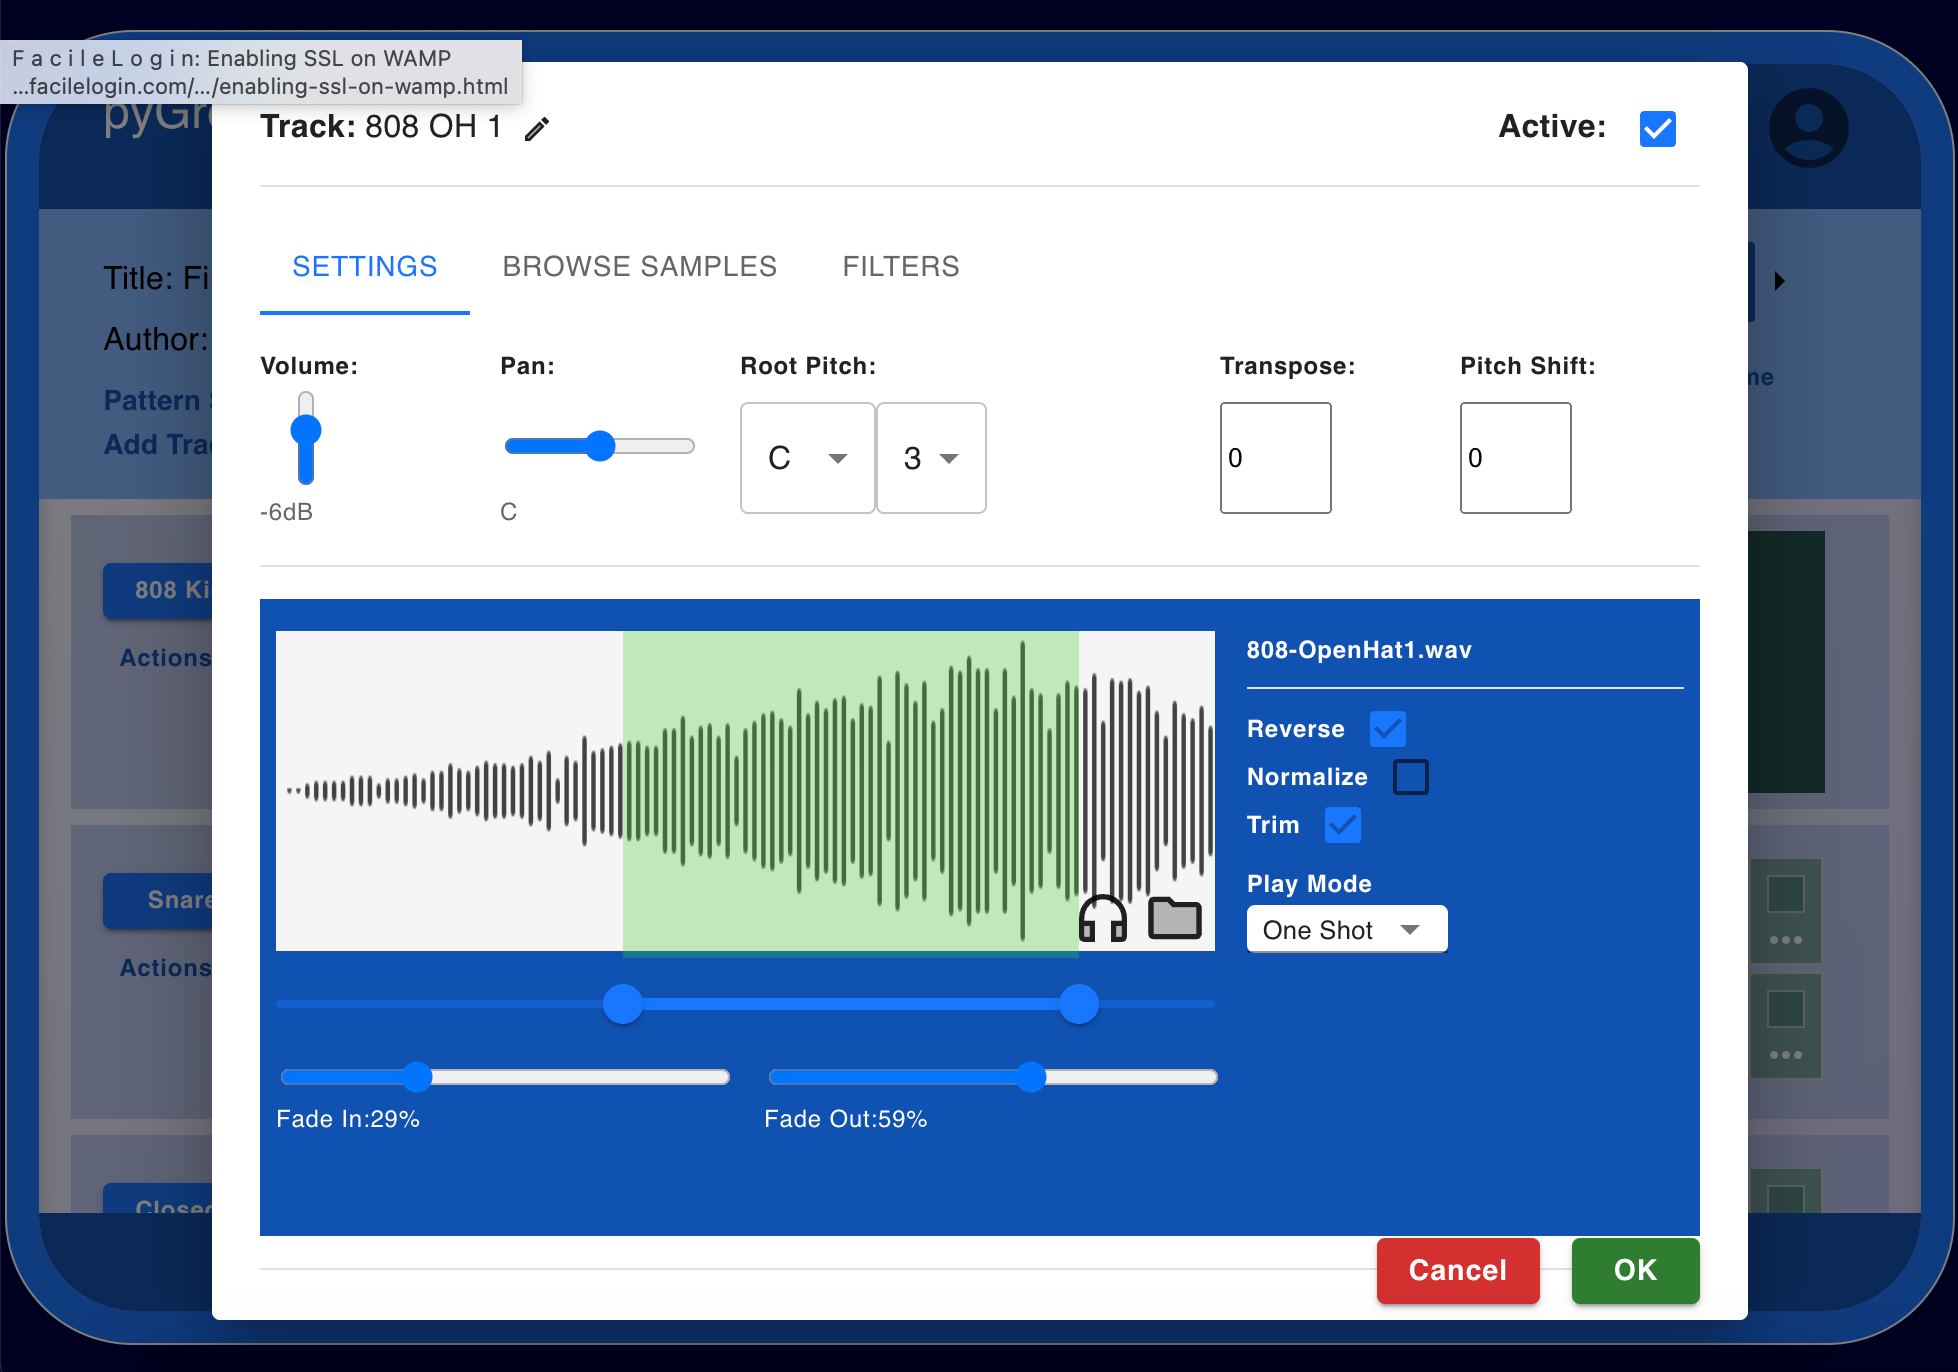 F a c i l e L o g i n: Enabling SSL on WAMP
...facilelogin.com/.../enabling-ssl-on-wamp.html
pyGr
Track: 808 OH 1
Active:
SETTINGS BROWSE SAMPLES FILTERS
Title: Fi
Author:
Pattern
Add Tra
me
Volume: Pan: Root Pitch: Transpose: Pitch Shift:
C 3 0 0
-6dB C
808 Ki
Actions
Snare
Actions
Closed
808-OpenHat1.wav
Reverse
Normalize
Trim
Play Mode
One Shot
Fade In:29% Fade Out:59%
Cancel OK